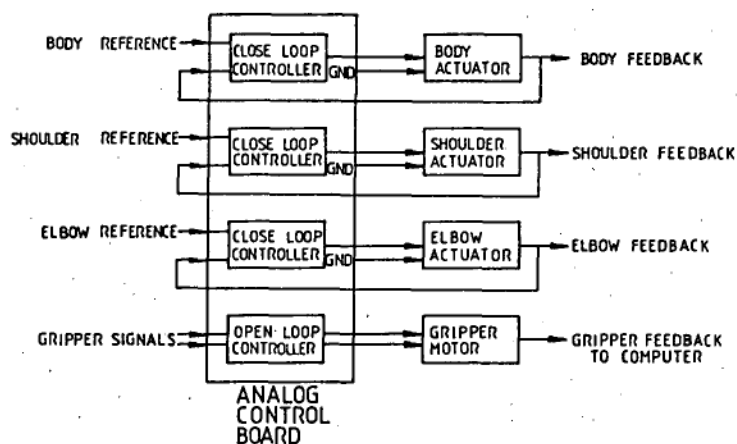 BODY REFERENCE
CLOSE LOOP
CONTROLLER
GND
BODY
ACTUATOR
BODY FEEDBACK
SHOULDER REFERENCE
CLOSE LOOP
CONTROLLER
GND
SHOULDER
ACTUATOR
SHOULDER FEEDBACK
ELBOW REFERENCE
CLOSE LOOP
CONTROLLER
GND
ELBOW
ACTUATOR
ELBOW FEEDBACK
GRIPPER SIGNALS
OPEN LOOP
CONTROLLER
GRIPPER
MOTOR
GRIPPER FEEDBACK
TO COMPUTER
ANALOG
CONTROL
BOARD